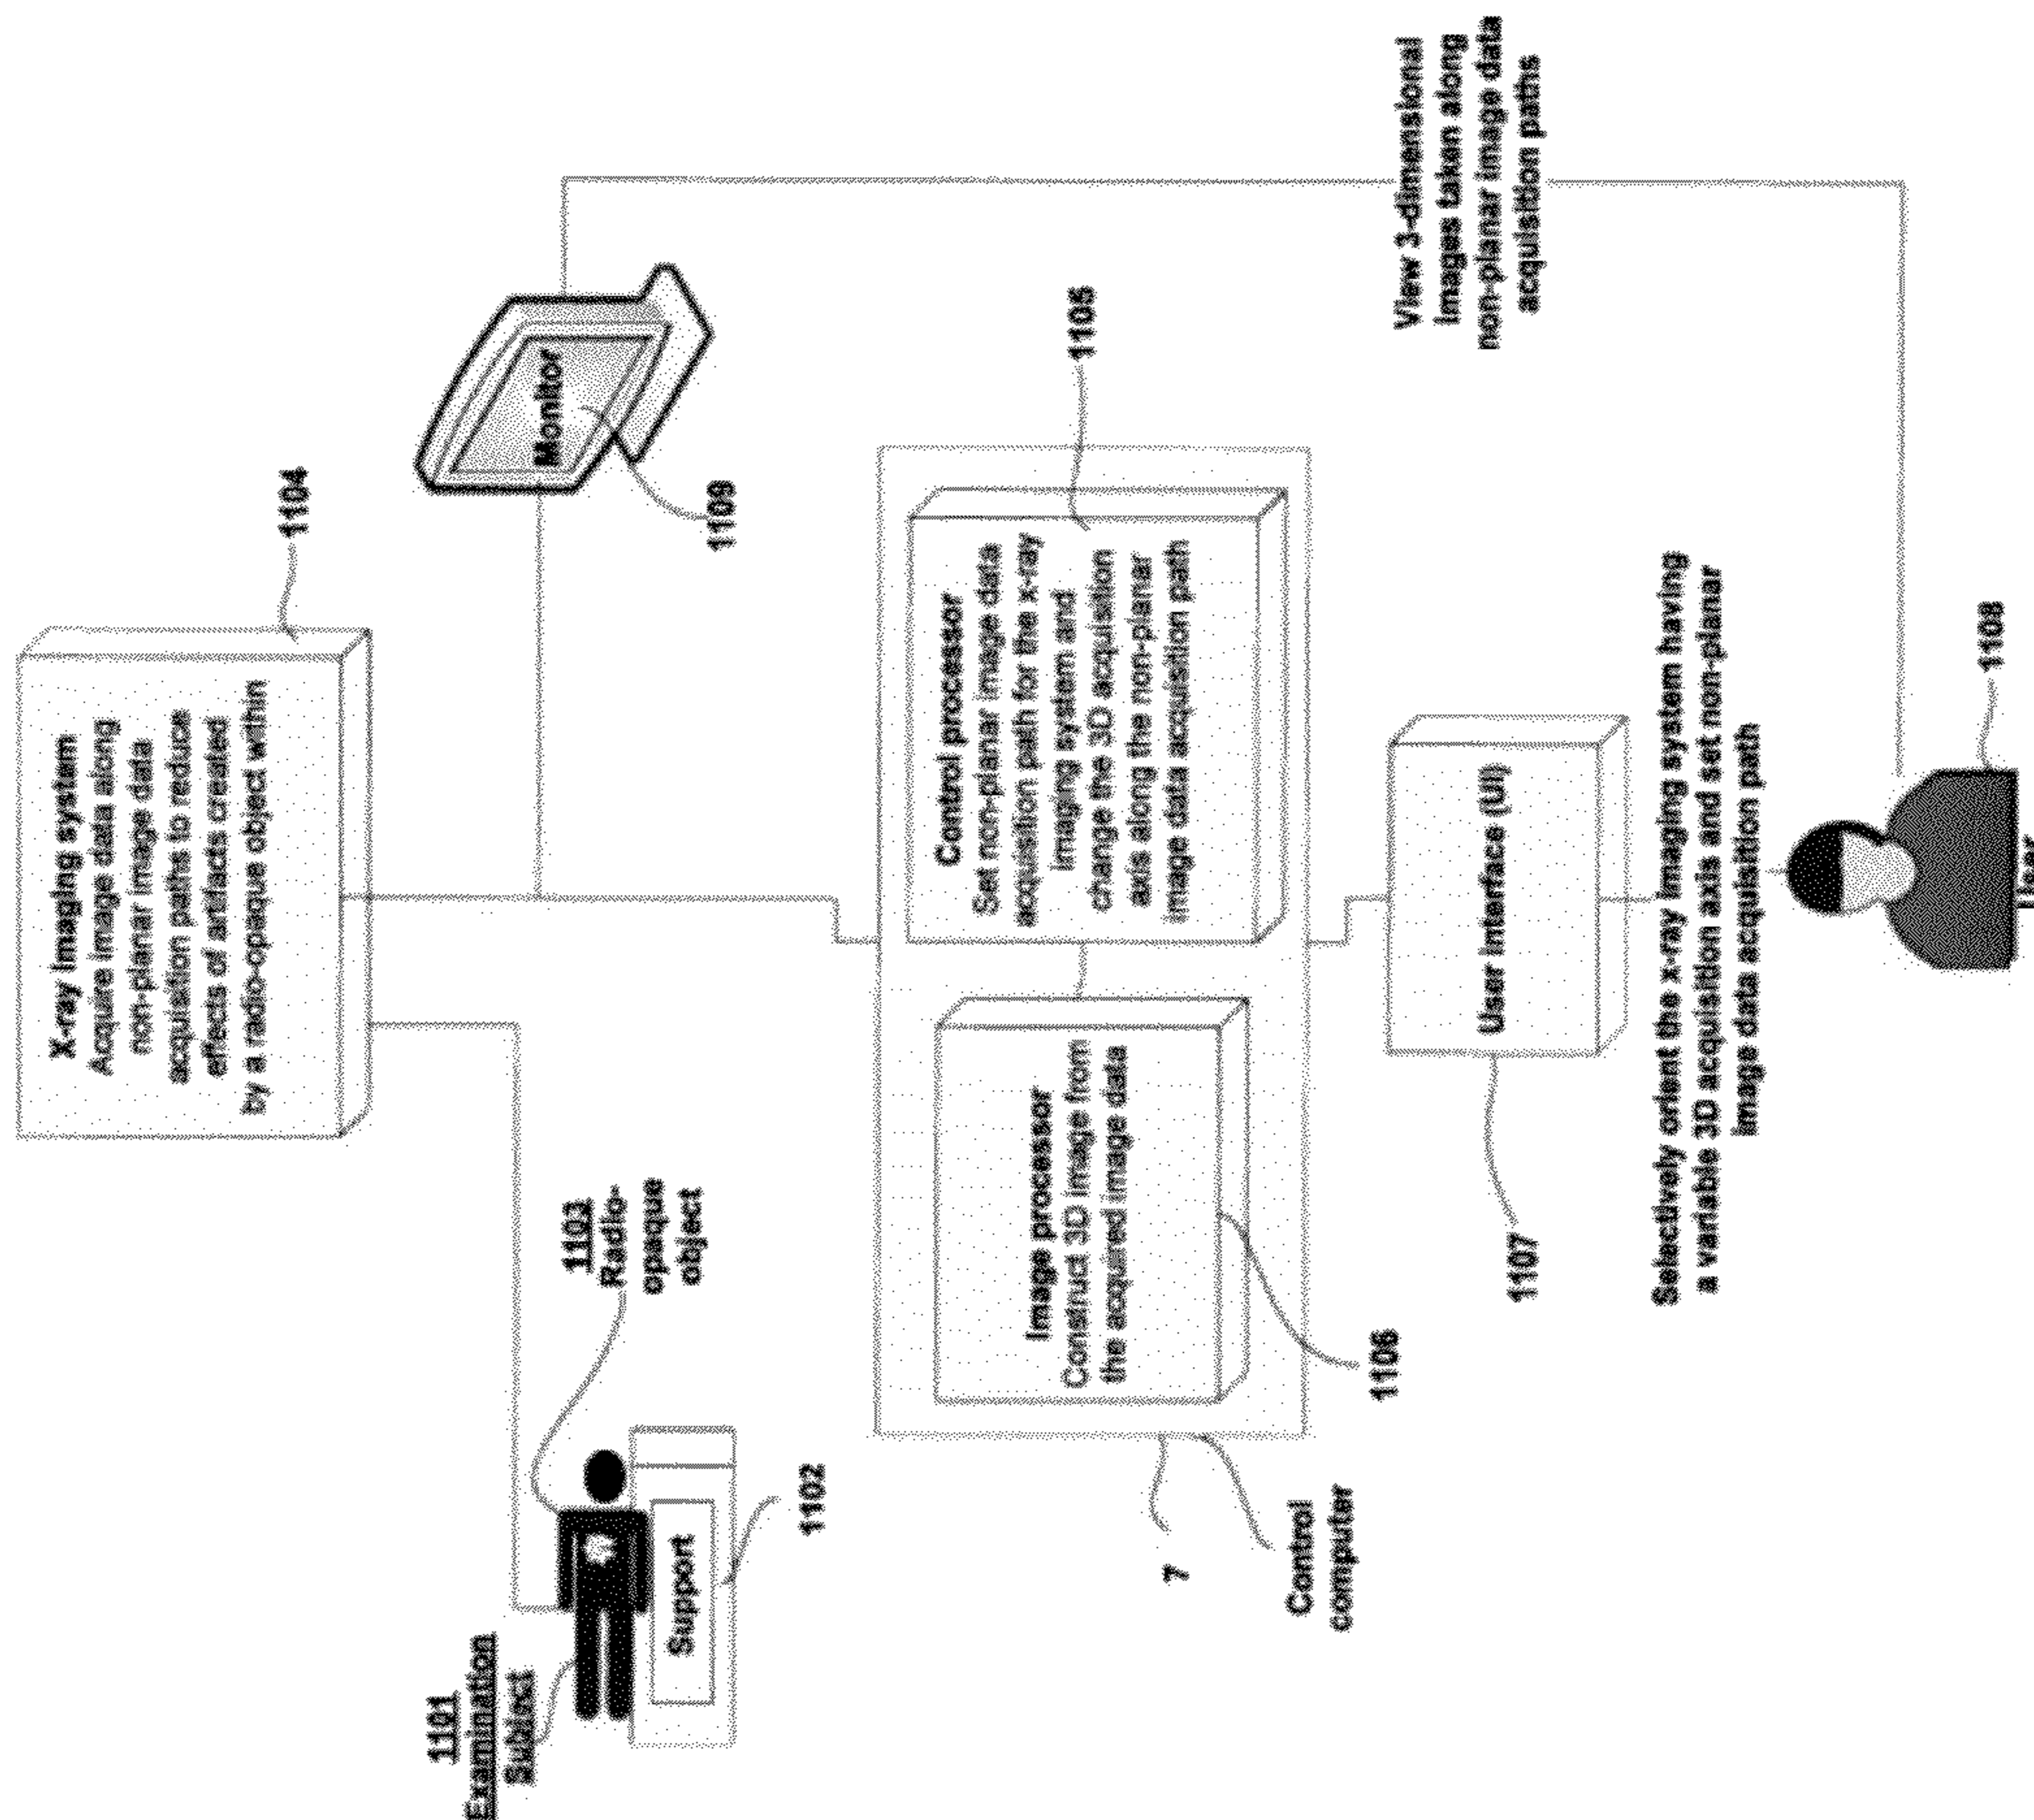 1101
Examination
Subject
1103
Radio-
opaque
object
Support
1102
X-ray imaging system
Acquire image data along
non-planar image data
acquisition paths to reduce
effects of artifacts created
by a radio-opaque object within
1104
Monitor
1109
Control processor
Set non-planar image data
acquisition path for the x-ray
imaging system and
change the 3D acquisition
axis along the non-planar
image data acquisition path
1105
Image processor
Construct 3D image from
the acquired image data
1106
7
Control
computer
User interface (UI)
1107
Selectively orient the x-ray imaging system having
a variable 3D acquisition axis and set non-planar
image data acquisition path
View 3-dimensional
images taken along
non-planar image data
acquisition paths
1108
User